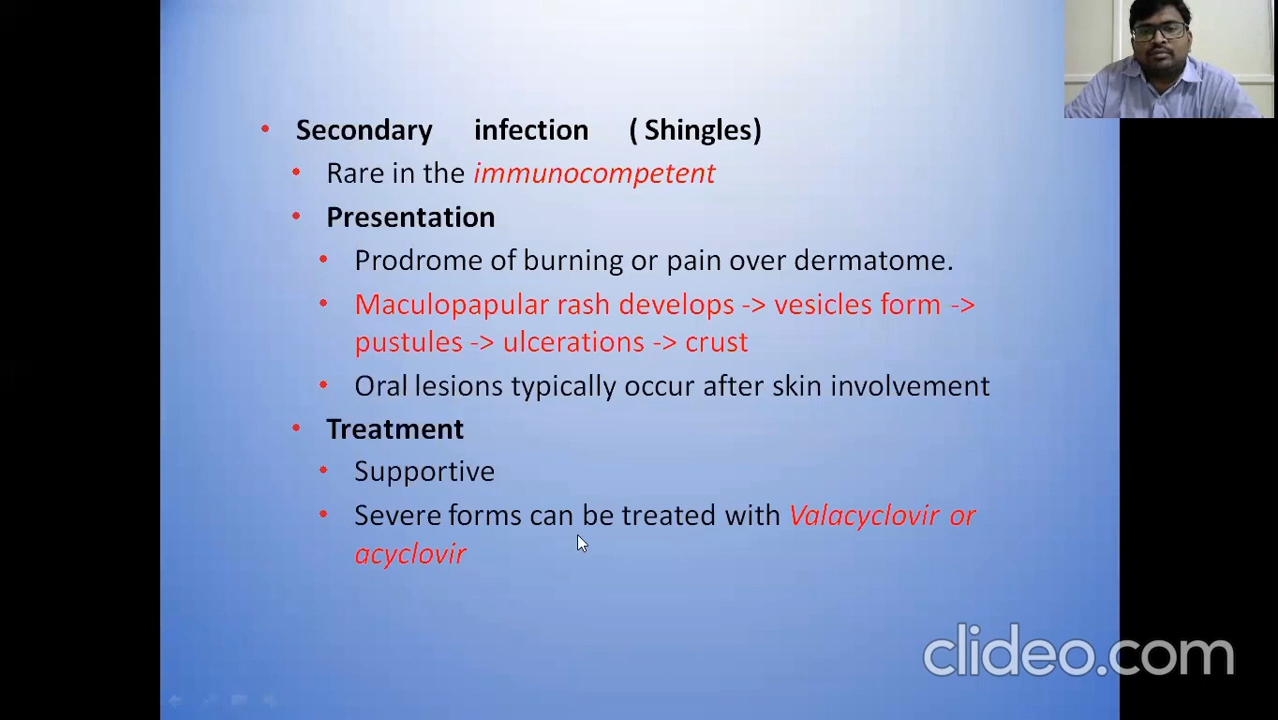 Secondary infection ( Shingles)
Rare in the immunocompetent
Presentation
Prodrome of burning or pain over dermatome.
Maculopapular rash develops -> vesicles form ->
pustules -> ulcerations -> crust
Oral lesions typically occur after skin involvement
Treatment
Supportive
Severe forms can be treated with Valacyclovir or
acyclovir
clideo.com